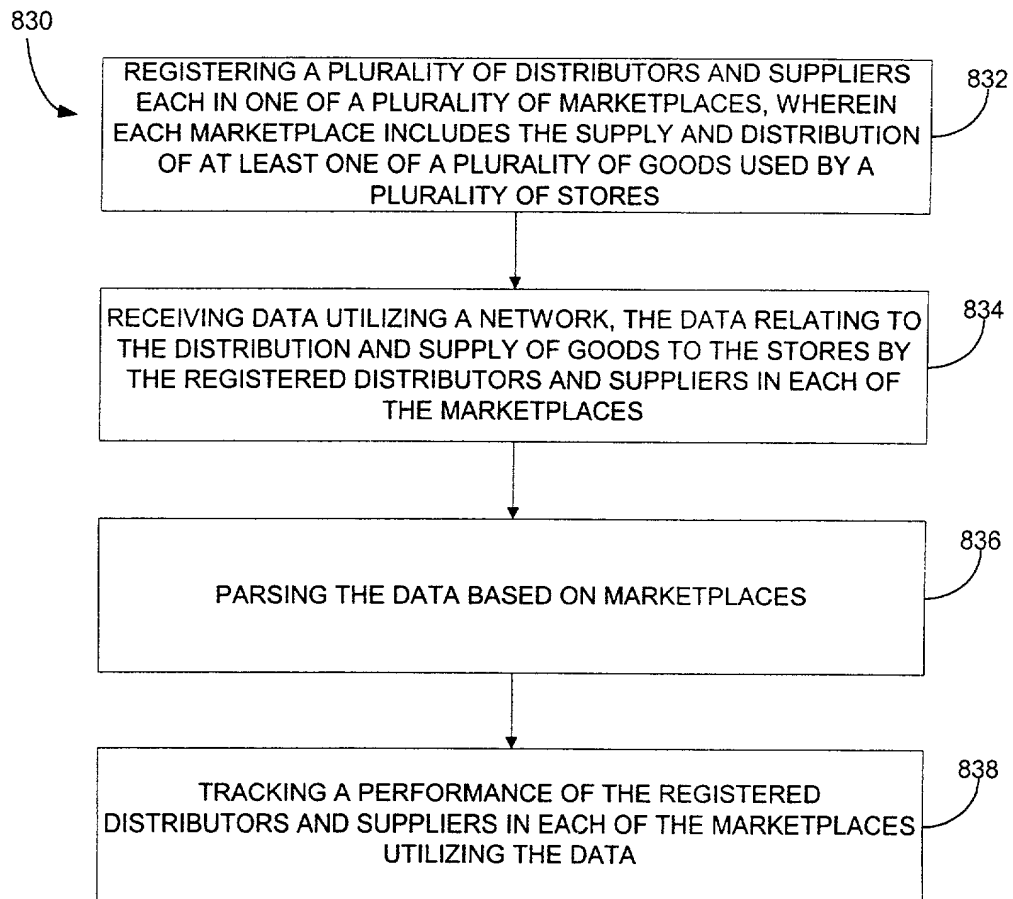 830
REGISTERING A PLURALITY OF DISTRIBUTORS AND SUPPLIERS
EACH IN ONE OF A PLURALITY OF MARKETPLACES, WHEREIN
EACH MARKETPLACE INCLUDES THE SUPPLY AND DISTRIBUTION
OF AT LEAST ONE OF A PLURALITY OF GOODS USED BY A
PLURALITY OF STORES
832
RECEIVING DATA UTILIZING A NETWORK, THE DATA RELATING TO
THE DISTRIBUTION AND SUPPLY OF GOODS TO THE STORES BY
THE REGISTERED DISTRIBUTORS AND SUPPLIERS IN EACH OF
THE MARKETPLACES
834
PARSING THE DATA BASED ON MARKETPLACES
836
TRACKING A PERFORMANCE OF THE REGISTERED
DISTRIBUTORS AND SUPPLIERS IN EACH OF THE MARKETPLACES
UTILIZING THE DATA
838